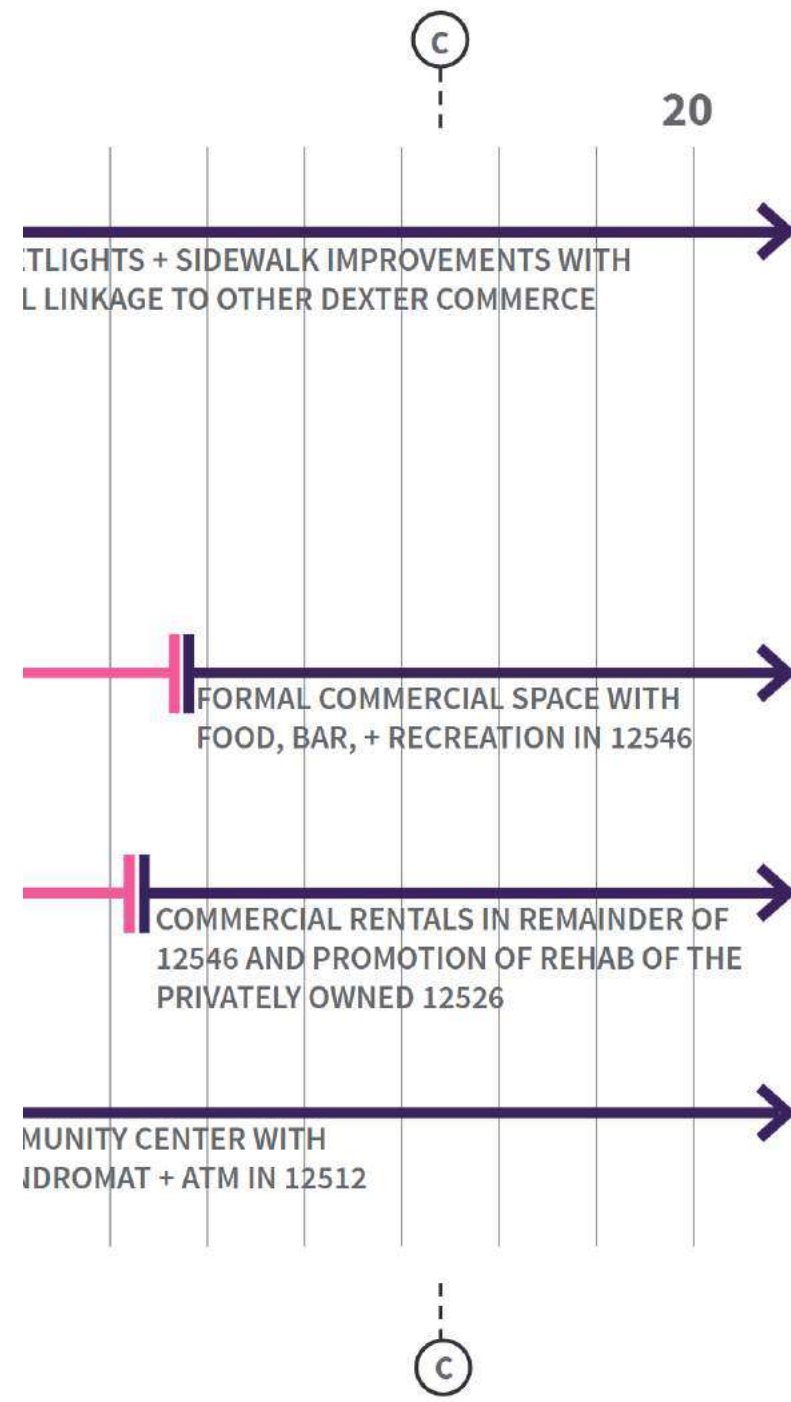 C
20
TLIGHTS + SIDEWALK IMPROVEMENTS WITH
L LINKAGE TO OTHER DEXTER COMMERCE
FORMAL COMMERCIAL SPACE WITH
FOOD, BAR, + RECREATION IN 12546
COMMERCIAL RENTALS IN REMAINDER OF
12546 AND PROMOTION OF REHAB OF THE
PRIVATELY OWNED 12526
MUNITY CENTER WITH
NDROMAT + ATM IN 12512
C